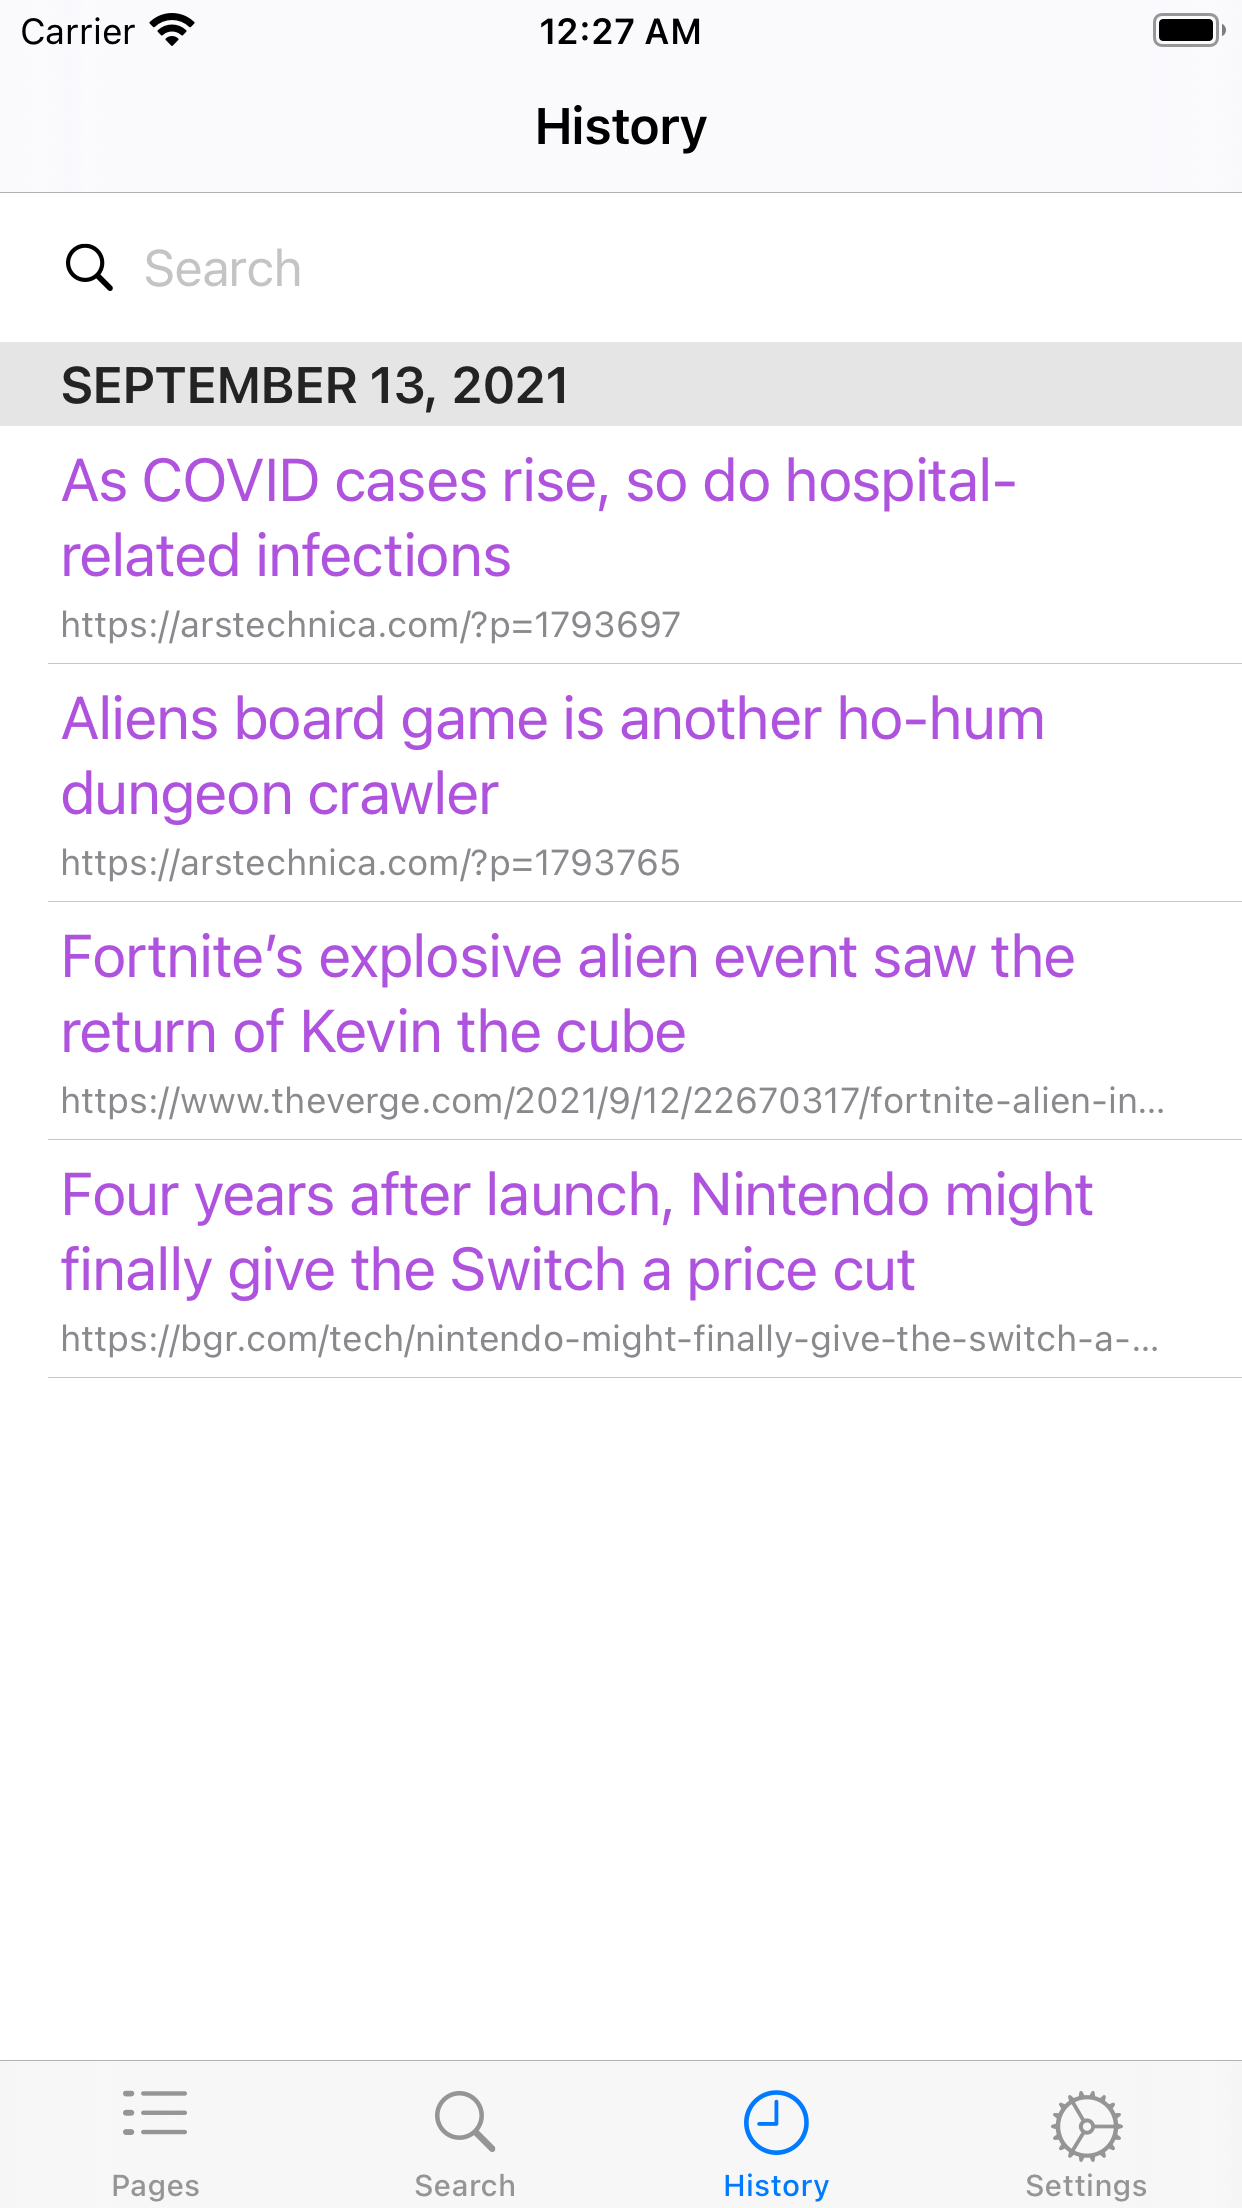 Carrier 12:27 AM
History
Search
SEPTEMBER 13, 2021
As COVID cases rise, so do hospital-
related infections
https://arstechnica.com/?p=1793697
Aliens board game is another ho-hum
dungeon crawler
https://arstechnica.com/?p=1793765
Fortnite’s explosive alien event saw the
return of Kevin the cube
https://www.theverge.com/2021/9/12/22670317/fortnite-alien-in...
Four years after launch, Nintendo might
finally give the Switch a price cut
https://bgr.com/tech/nintendo-might-finally-give-the-switch-a-...
Pages Search History Settings